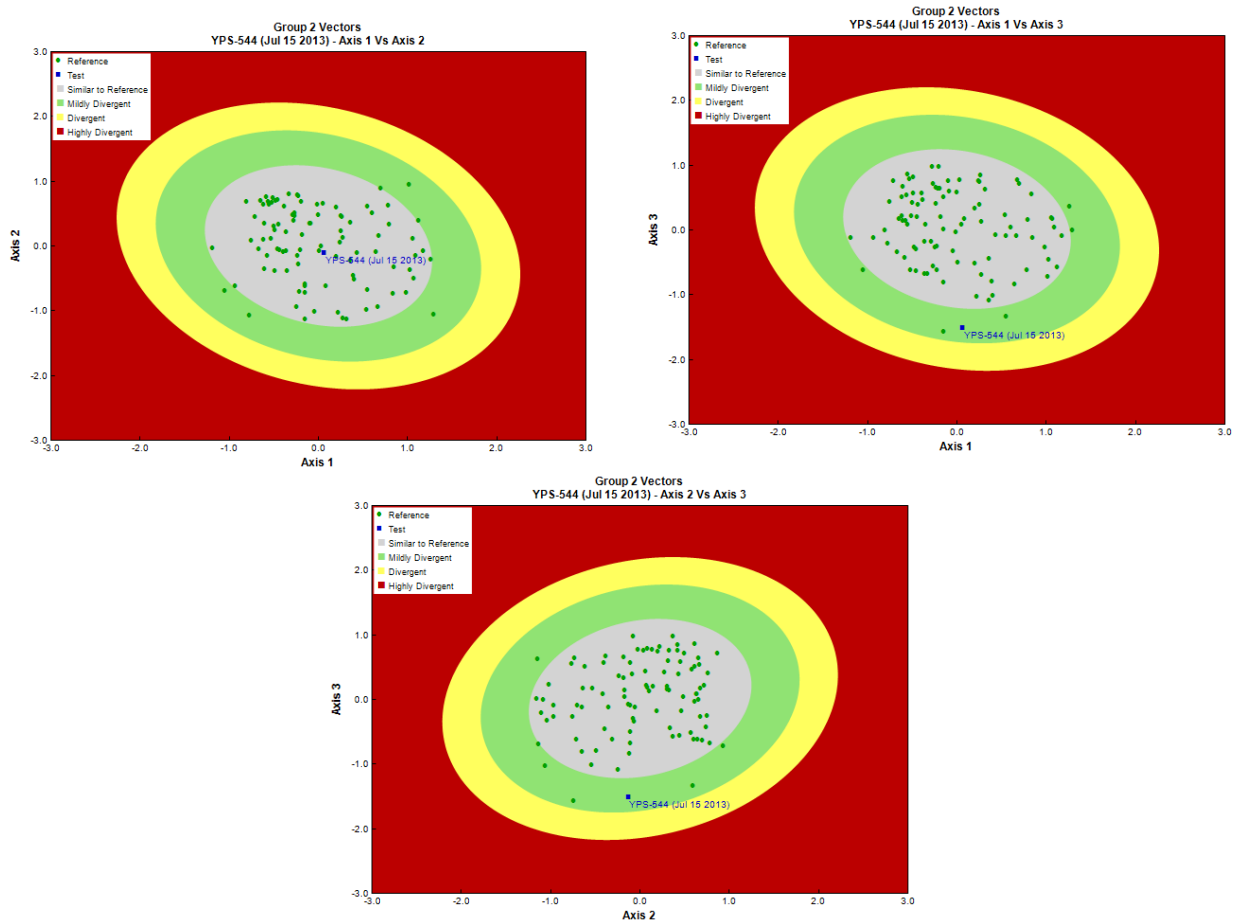 Group 2 Vectors
YPS-544 (Jul 15 2013) - Axis 1 Vs Axis 2
Reference
Test
Similar to Reference
Mildly Divergent
Divergent
Highly Divergent
3.0
2.0
1.0
0.0
-1.0
-2.0
-3.0
Axis 2
YPS-544 (Jul 15 2013)
-3.0 -2.0 -1.0 0.0 1.0 2.0 3.0
Axis 1
Group 2 Vectors
YPS-544 (Jul 15 2013) - Axis 1 Vs Axis 3
Reference
Test
Similar to Reference
Mildly Divergent
Divergent
Highly Divergent
3.0
2.0
1.0
0.0
-1.0
-2.0
-3.0
Axis 3
YPS-544 (Jul 15 2013)
-3.0 -2.0 -1.0 0.0 1.0 2.0 3.0
Axis 1
Group 2 Vectors
YPS-544 (Jul 15 2013) - Axis 2 Vs Axis 3
Reference
Test
Similar to Reference
Mildly Divergent
Divergent
Highly Divergent
3.0
2.0
1.0
0.0
-1.0
-2.0
-3.0
Axis 3
YPS-544 (Jul 15 2013)
-3.0 -2.0 -1.0 0.0 1.0 2.0 3.0
Axis 2